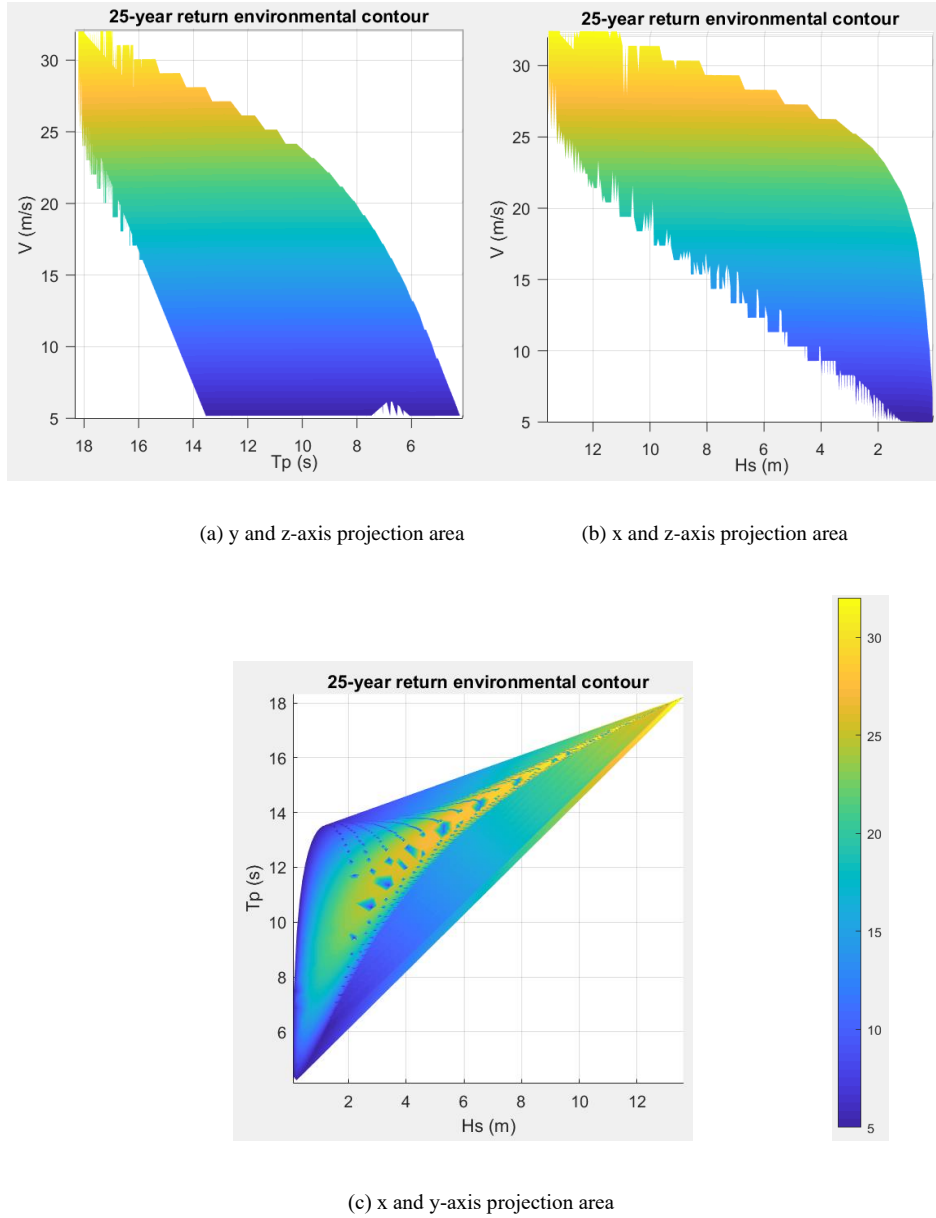 25-year return environmental contour
30
25
20
15
10
5
V (m/s)
18 16 14 12 10 8 6
Tp (s)
25-year return environmental contour
30
25
20
15
10
5
V (m/s)
12 10 8 6 4 2
Hs (m)
(a) y and z-axis projection area
(b) x and z-axis projection area
25-year return environmental contour
18
16
14
12
10
8
6
Tp (s)
2 4 6 8 10 12
Hs (m)
30
25
20
15
10
5
(c) x and y-axis projection area